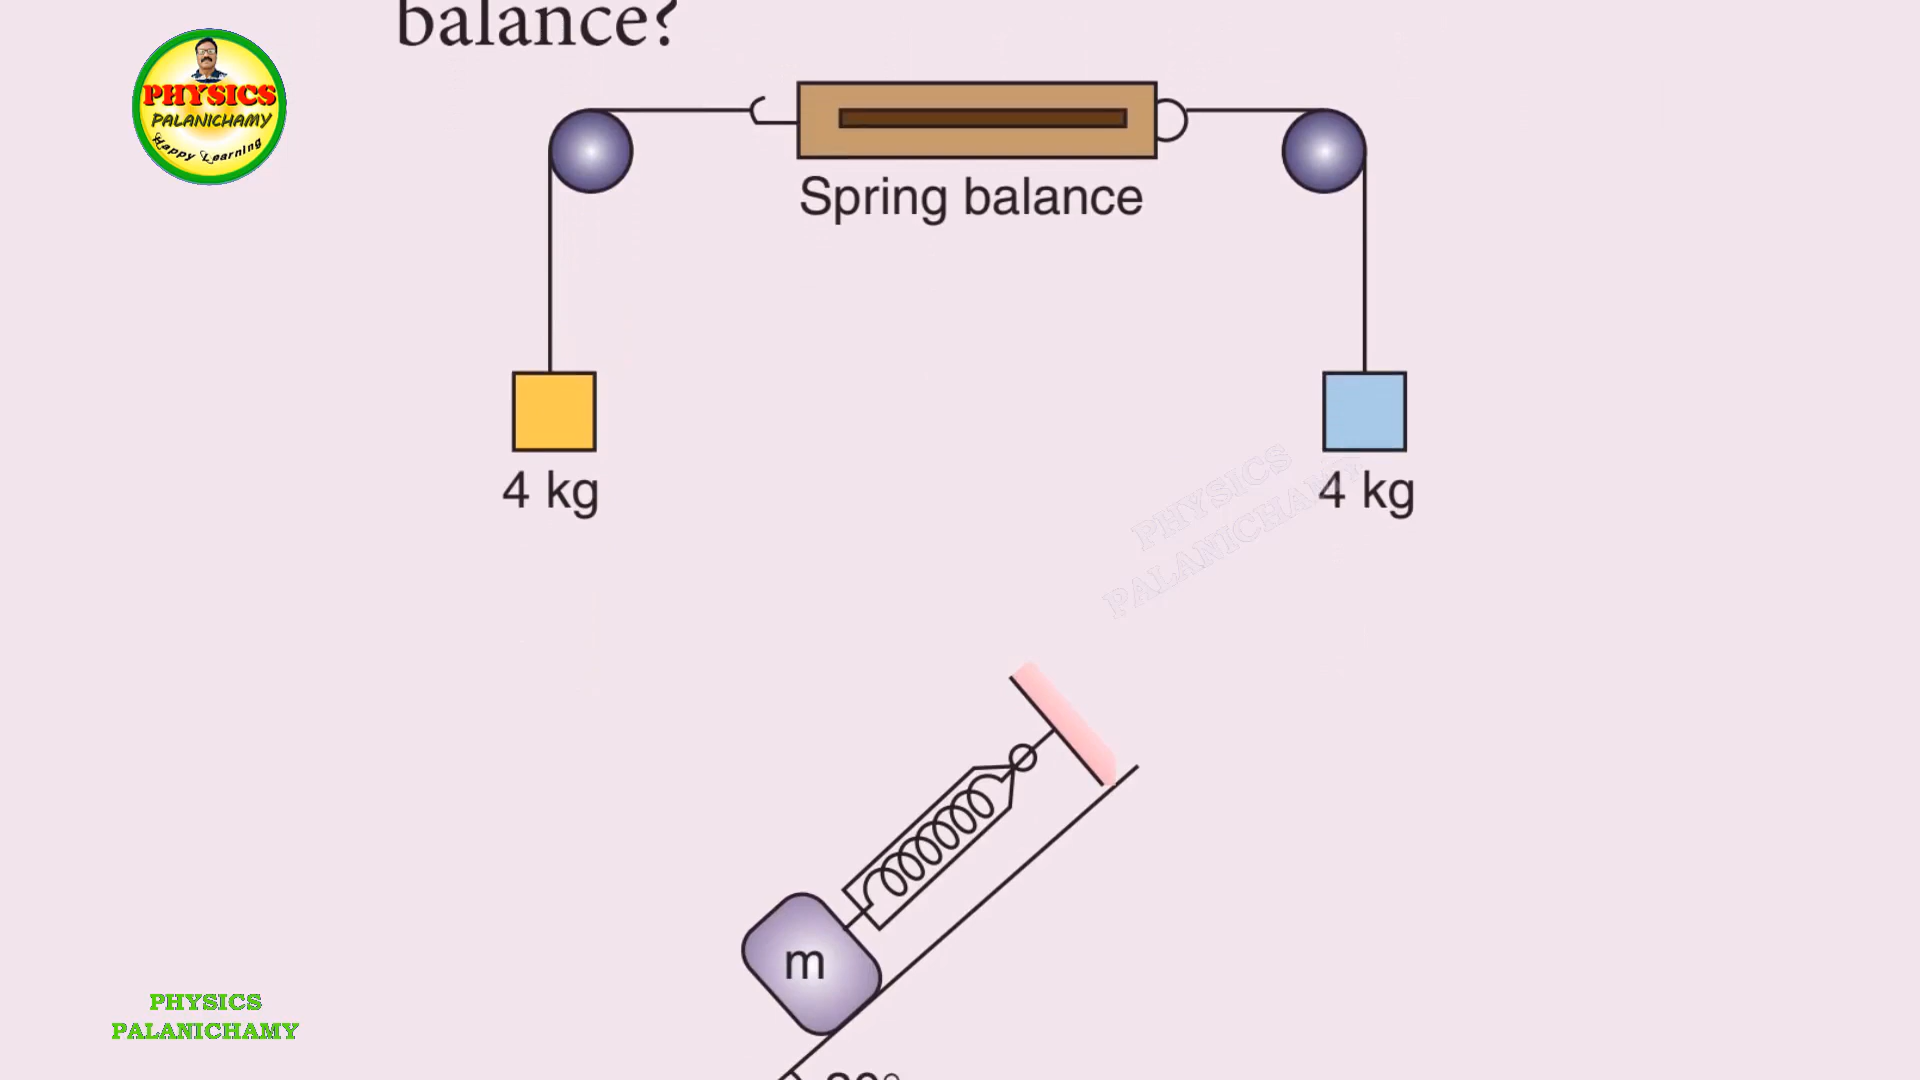 balance?
PHYSICS
PALANICHAMY
Happy Learning
Spring balance
4 kg
4 kg
PHYSICS
PALANICHAMY
m
PHYSICS
PALANICHAMY